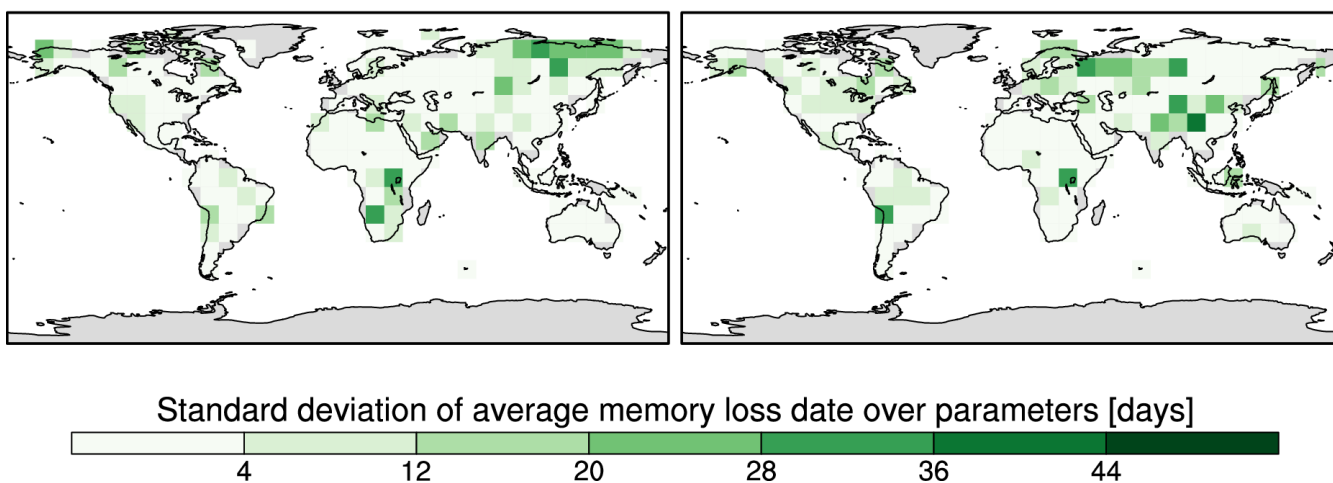 Standard deviation of average memory loss date over parameters [days]
4 12 20 28 36 44